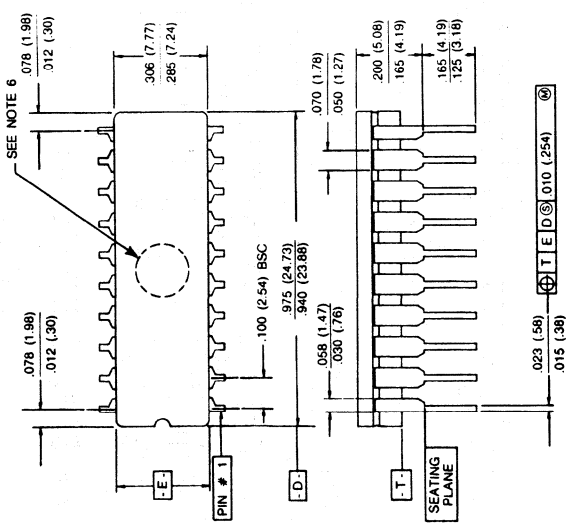 .078 (1.98)
.012 (.30)
SEE NOTE 6
.306 (7.77)
.285 (7.24)
.078 (1.98)
.012 (.30)
.100 (2.54) BSC
.975 (24.73)
.940 (23.88)
- E -
PIN # 1
- D -
.070 (1.78)
.050 (1.27)
.200 (5.08)
.165 (4.19)
.165 (4.19)
.125 (3.18)
.058 (1.47)
.030 (.76)
- T -
SEATING
PLANE
⌖ T E D Ⓢ .010 (.254) Ⓜ
.023 (.58)
.015 (.38)